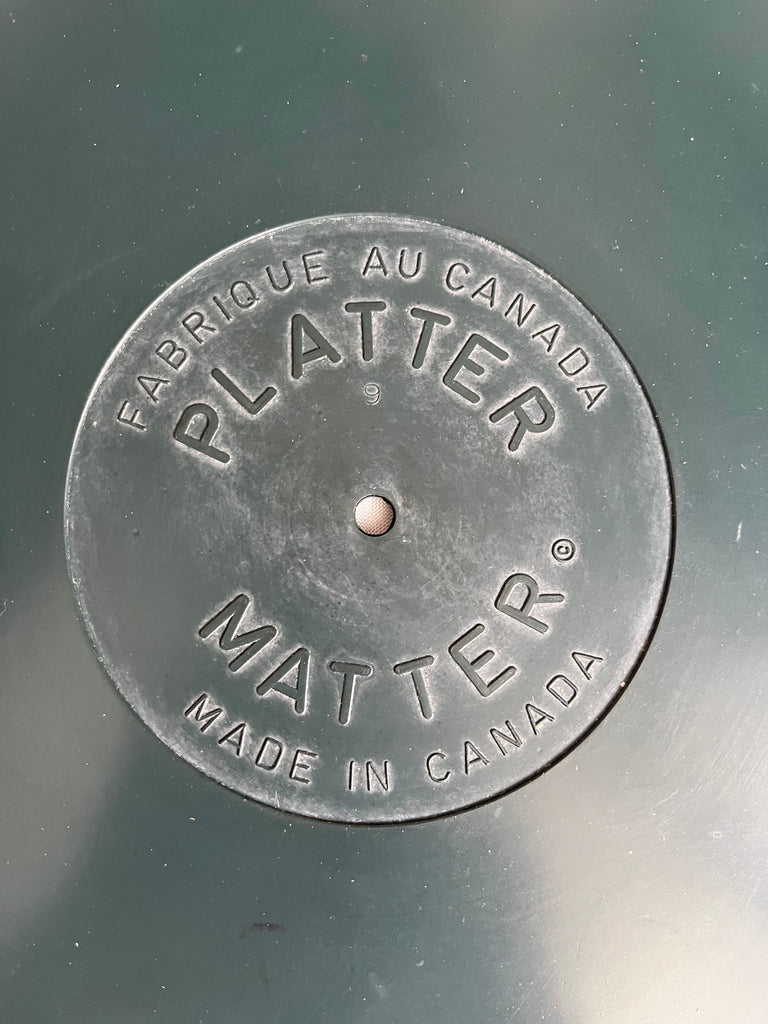 FABRIQUE AU CANADA
PLATTER
9
MATTER©
MADE IN CANADA